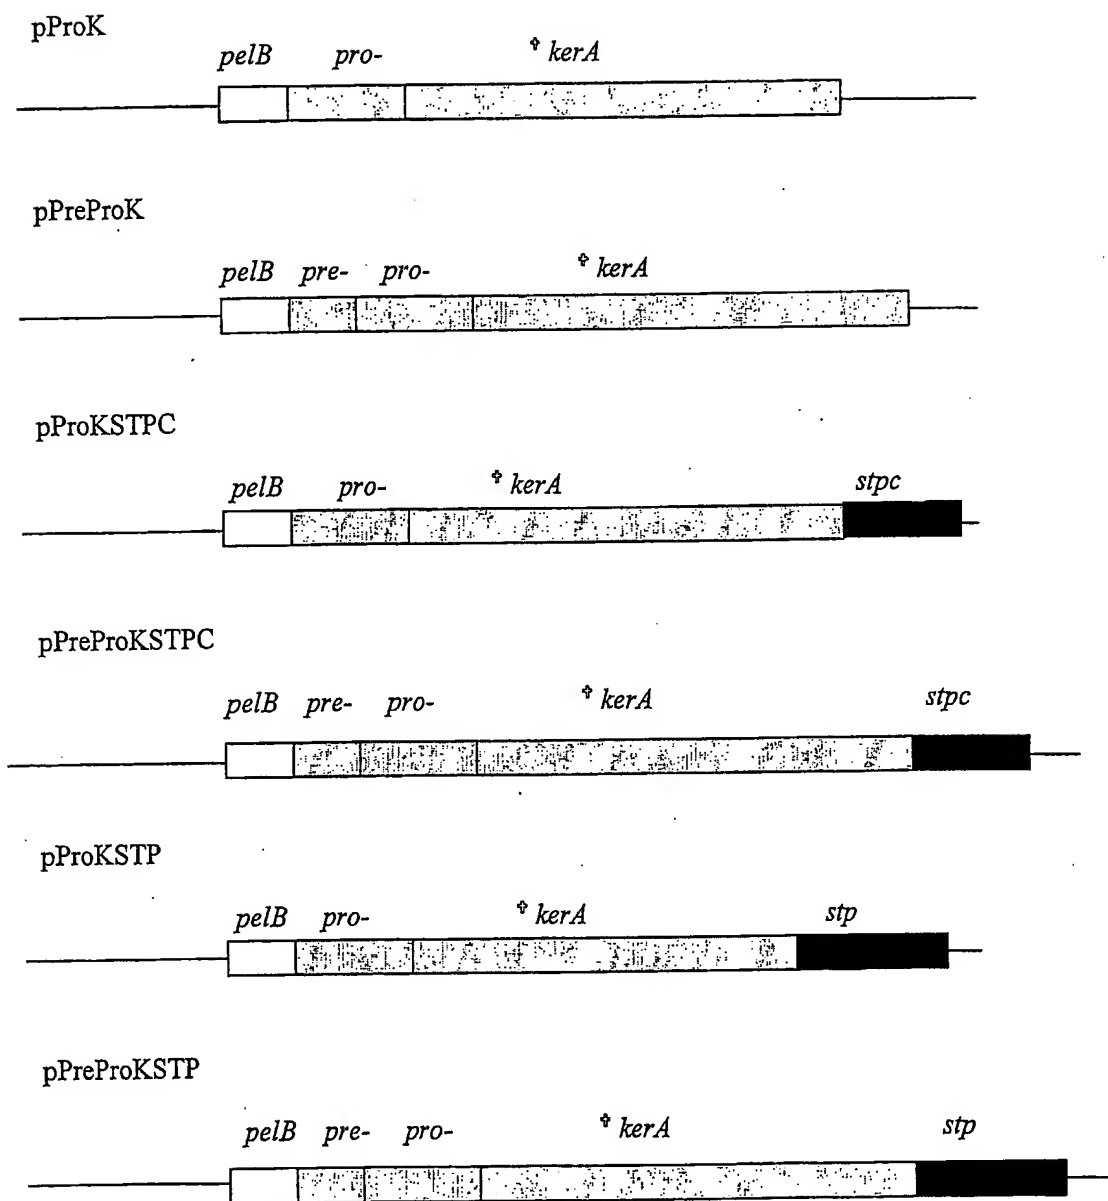 pProK
pelB pro- ✞ kerA
pPreProK
pelB pre- pro- ✞ kerA
pProKSTPC
pelB pro- ✞ kerA stpc
pPreProKSTPC
pelB pre- pro- ✞ kerA stpc
pProKSTP
pelB pro- ✞ kerA stp
pPreProKSTP
pelB pre- pro- ✞ kerA stp